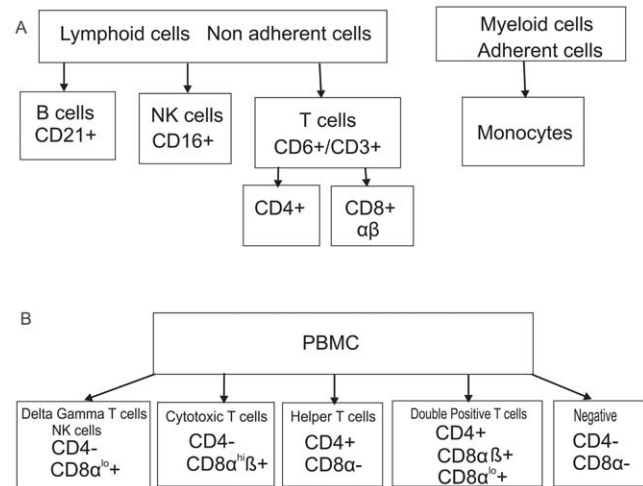 A
Lymphoid cells Non adherent cells
Myeloid cells
Adherent cells
B cells
CD21+
NK cells
CD16+
T cells
CD6+/CD3+
Monocytes
CD4+
CD8+
αβ
B
PBMC
Delta Gamma T cells
NK cells
CD4-
CD8αˡᵒ+
Cytotoxic T cells
CD4-
CD8αʰⁱß+
Helper T cells
CD4+
CD8α-
Double Positive T cells
CD4+
CD8αß+
CD8αˡᵒ+
Negative
CD4-
CD8α-